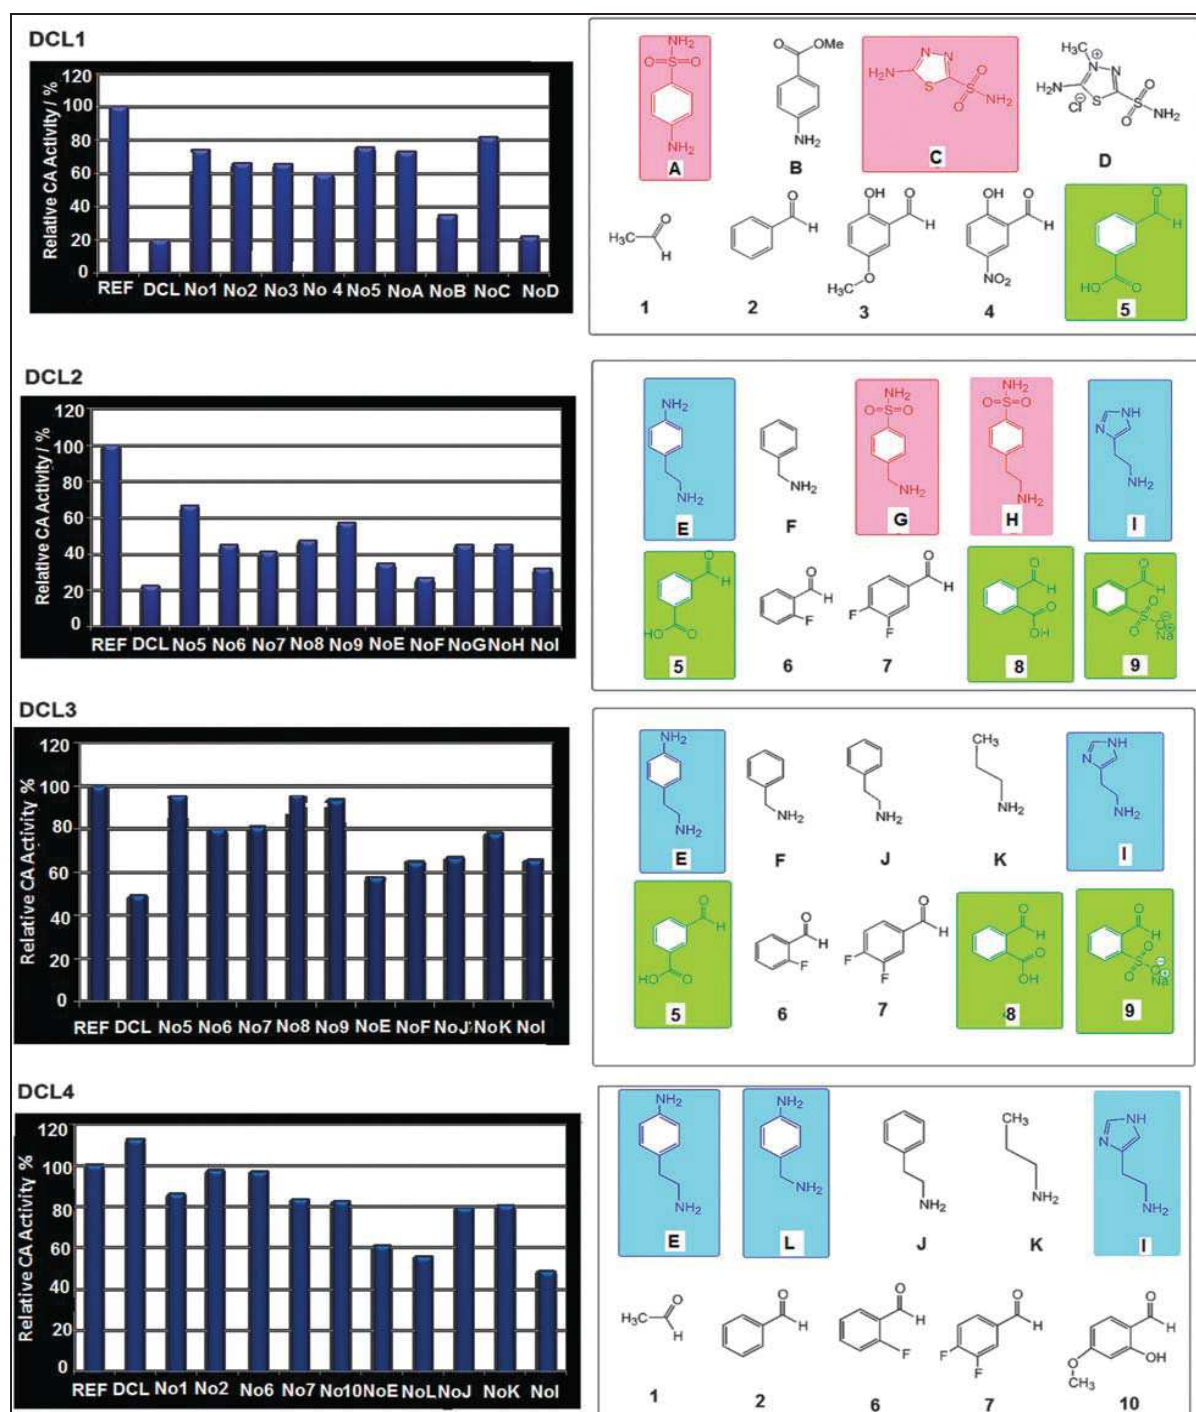 DCL1
Relative CA Activity / %
120
100
80
60
40
20
0
REF DCL No1 No2 No3 No 4 No5 NoA NoB NoC NoD
NH2
O S O
NH2
A
O OMe
NH2
B
N N
NH2 S S O
O NH2
C
H3C
N⊕ N
NH2 S S O
Cl⊖ O NH2
D
H3C O
H
1
O
H
2
OH O
H
O
H3C
3
OH O
H
NO2
4
O
H
HO O
5
DCL2
Relative CA Activity / %
120
100
80
60
40
20
0
REF DCL No5 No6 No7 No8 No9 NoE NoF NoG NoH NoI
NH2
NH2
E
NH2
F
NH2
O=S=O
NH2
G
NH2
O=S=O
NH2
H
NH
N
NH2
I
O
H
HO O
5
O
H
F
6
O
H
F
F
7
O
H
O
OH
8
O
H
O
S
O
O⊖
Na⊕
9
DCL3
Relative CA Activity %
120
100
80
60
40
20
0
REF DCL No5 No6 No7 No8 No9 NoE NoF NoJ NoK NoI
NH2
NH2
E
NH2
F
NH2
J
CH3
NH2
K
NH
N
NH2
I
O
H
HO O
5
O
H
F
6
O
H
F
F
7
O
H
O
OH
8
O
H
O
S
O
O⊖
Na⊕
9
DCL4
Relative CA Activity %
120
100
80
60
40
20
0
REF DCL No1 No2 No6 No7 No10 NoE NoL NoJ NoK NoI
NH2
NH2
E
NH2
NH2
L
NH2
J
CH3
NH2
K
NH
N
NH2
I
H3C O
H
1
O
H
2
O
H
F
6
O
H
F
F
7
O
H
OH
O
CH3
10